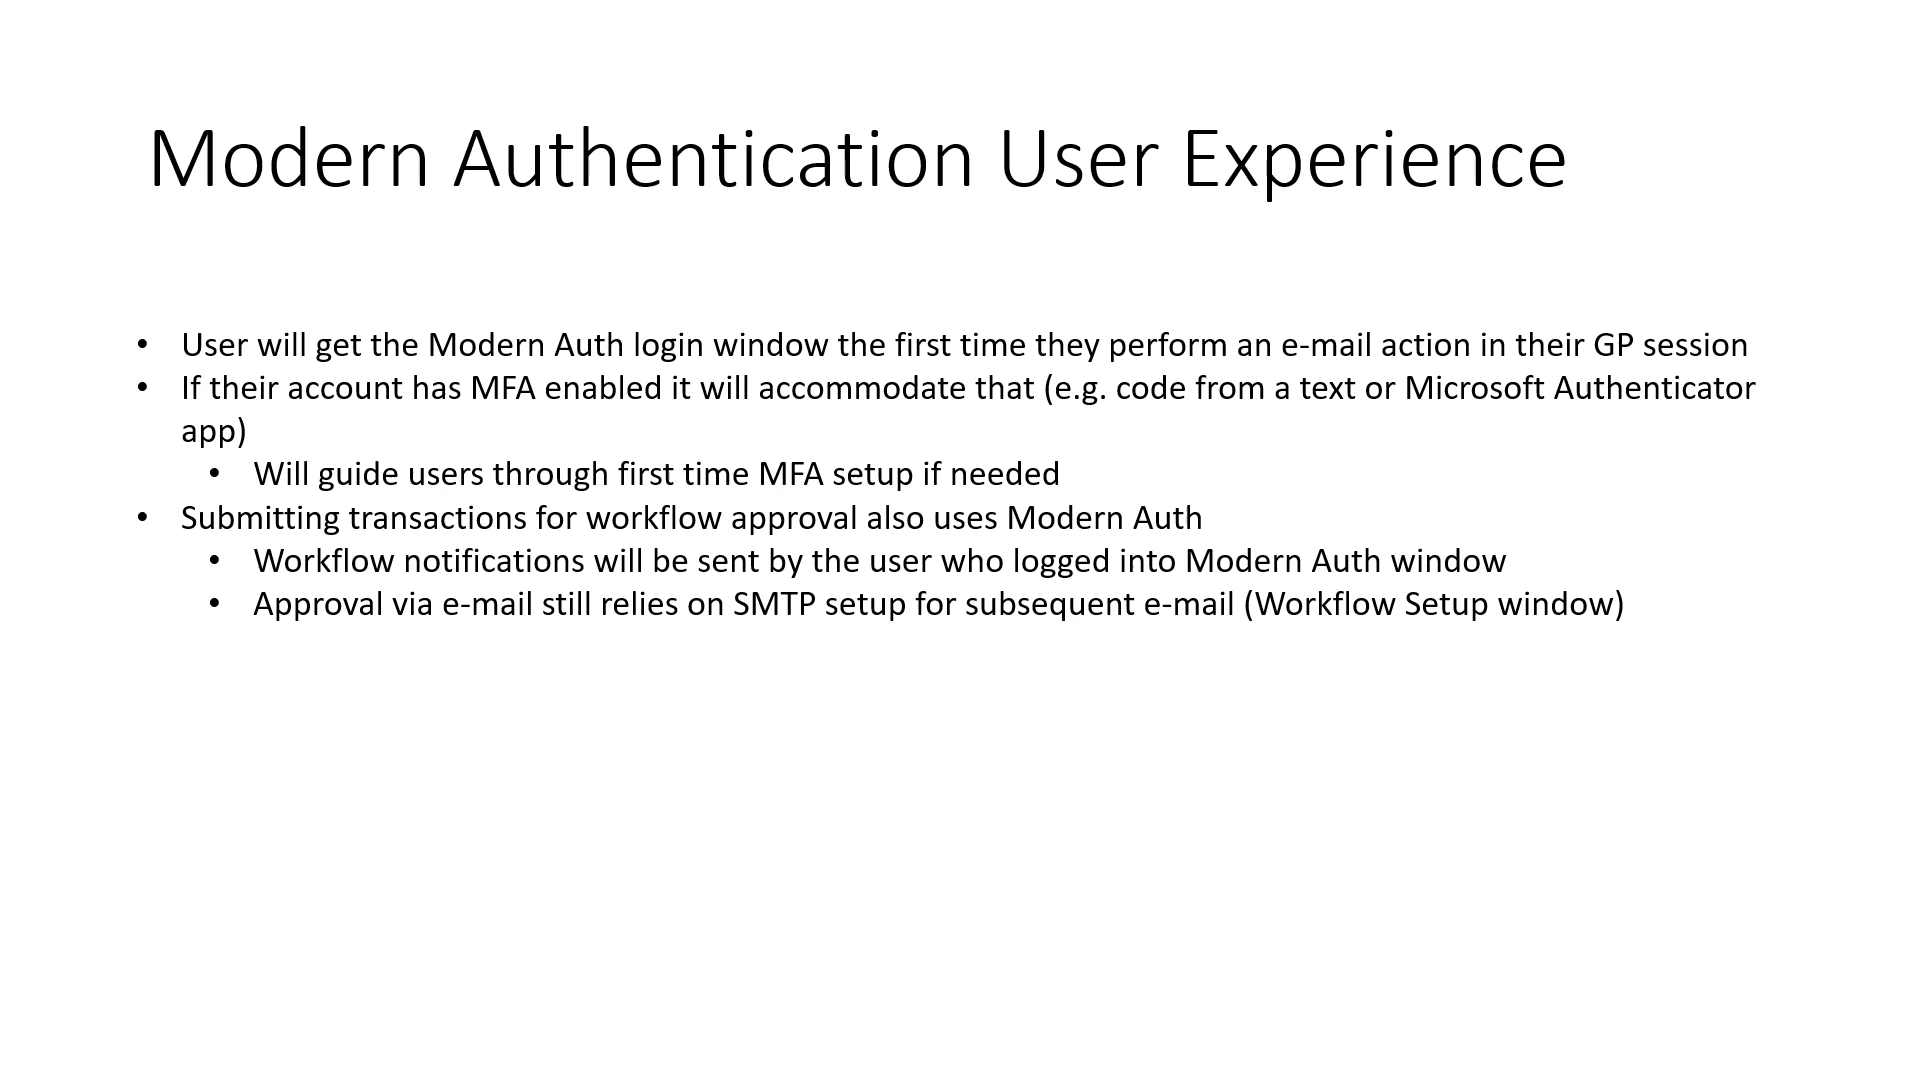 Modern Authentication User Experience
• User will get the Modern Auth login window the first time they perform an e-mail action in their GP session
• If their account has MFA enabled it will accommodate that (e.g. code from a text or Microsoft Authenticator
app)
• Will guide users through first time MFA setup if needed
• Submitting transactions for workflow approval also uses Modern Auth
• Workflow notifications will be sent by the user who logged into Modern Auth window
• Approval via e-mail still relies on SMTP setup for subsequent e-mail (Workflow Setup window)